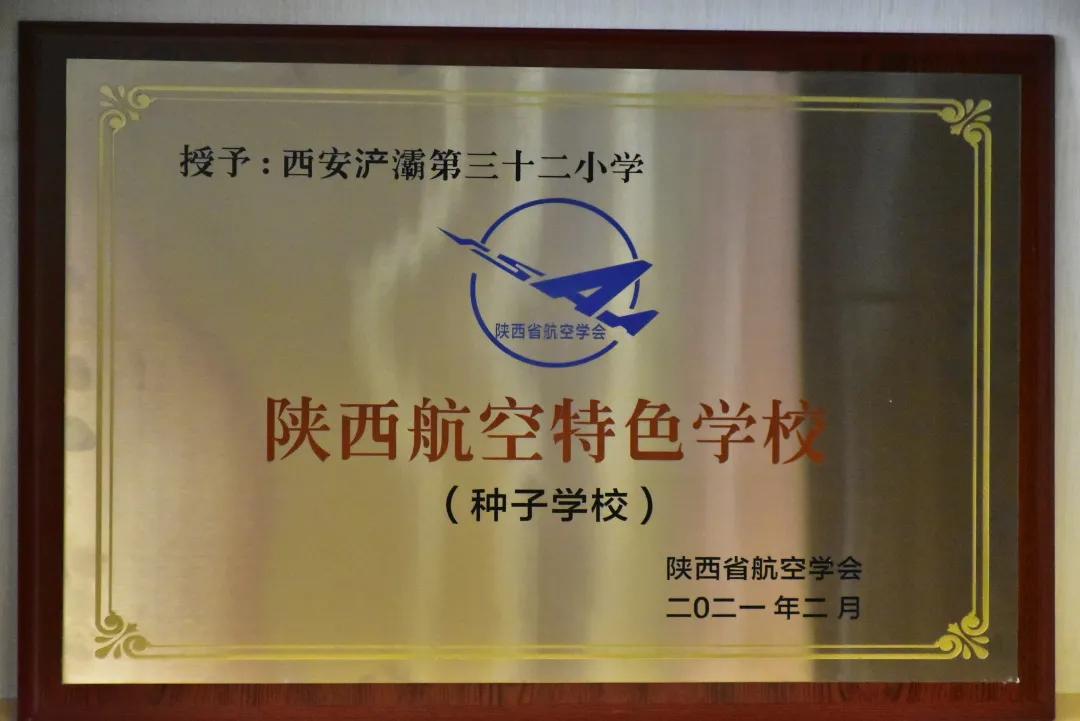 授予：西安浐灞第三十二小学
陕西省航空学会
陕西航空特色学校
（种子学校）
陕西省航空学会
二0二一年二月